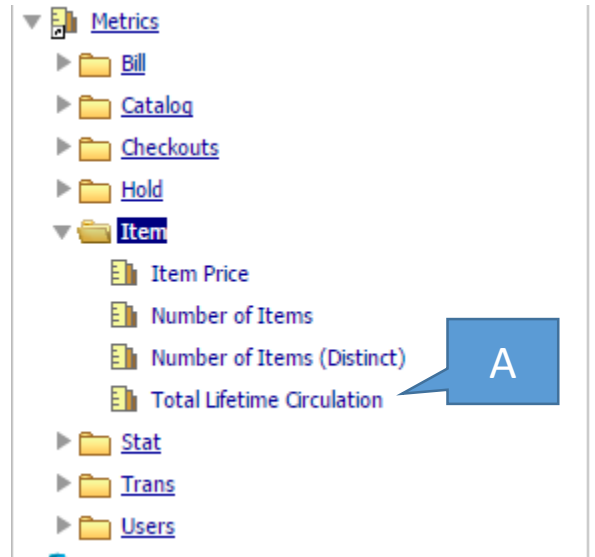 Metrics
Bill
Catalog
Checkouts
Hold
Item
Item Price
Number of Items
Number of Items (Distinct)
A
Total Lifetime Circulation
Stat
Trans
Users